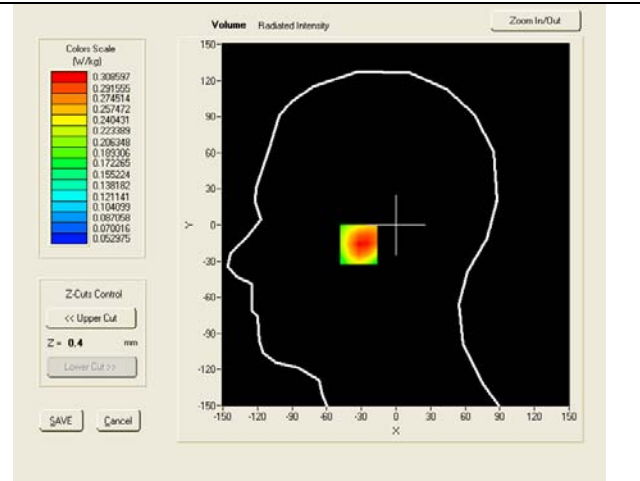 Volume Radiated Intensity
Zoom In/Out
Colors Scale
(W/kg)
0.308597
0.291555
0.274514
0.257472
0.240431
0.223389
0.206348
0.189306
0.172265
0.155224
0.138182
0.121141
0.104099
0.087058
0.070016
0.052975
Z-Cuts Control
<< Upper Cut
Z = 0.4 mm
Lower Cut >>
SAVE Cancel
150
120
90
60
30
0
-30
-60
-90
-120
-150
Y
-150 -120 -90 -60 -30 0 30 60 90 120 150
X